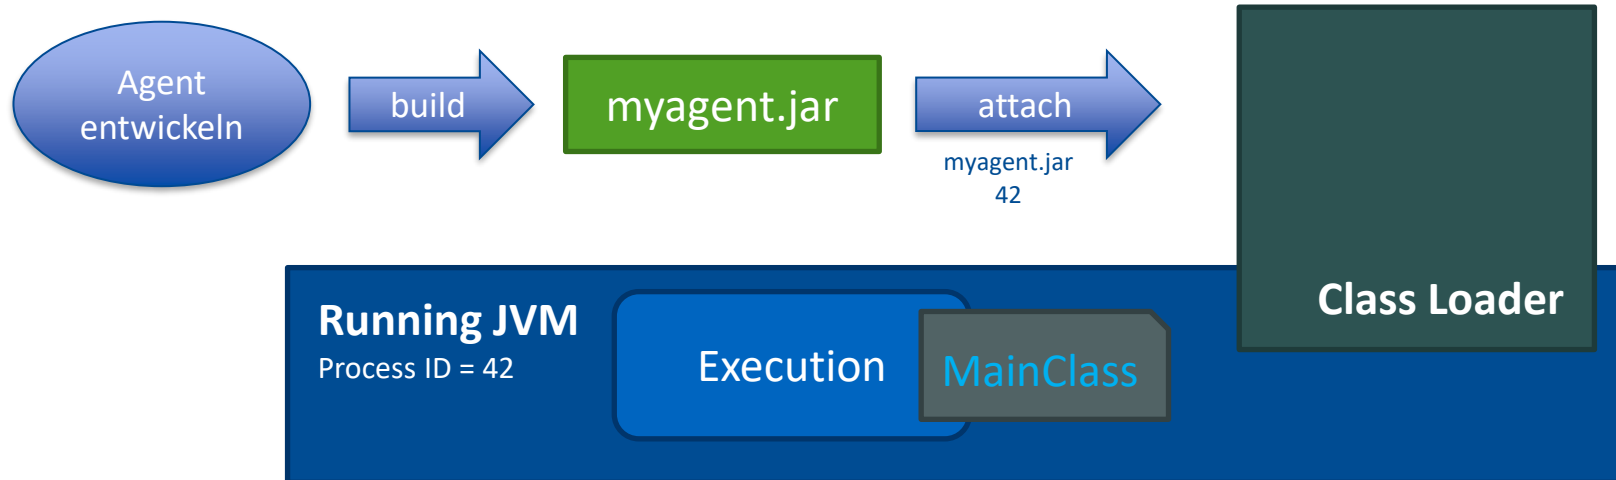 Agent
entwickeln
build
myagent.jar
attach
myagent.jar
42
Class Loader
Running JVM
Process ID = 42
Execution
MainClass